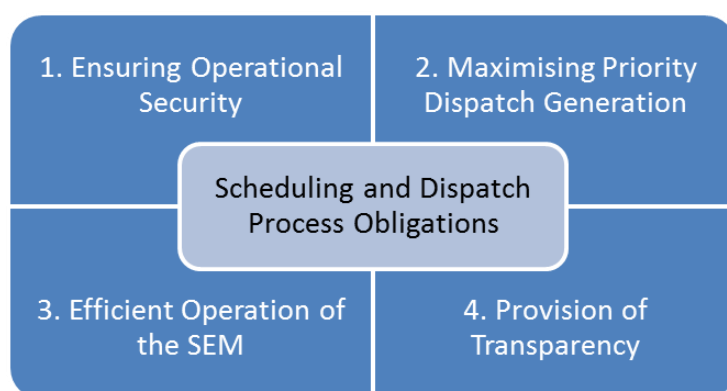 1. Ensuring Operational
Security
2. Maximising Priority
Dispatch Generation
Scheduling and Dispatch
Process Obligations
3. Efficient Operation of
the SEM
4. Provision of
Transparency